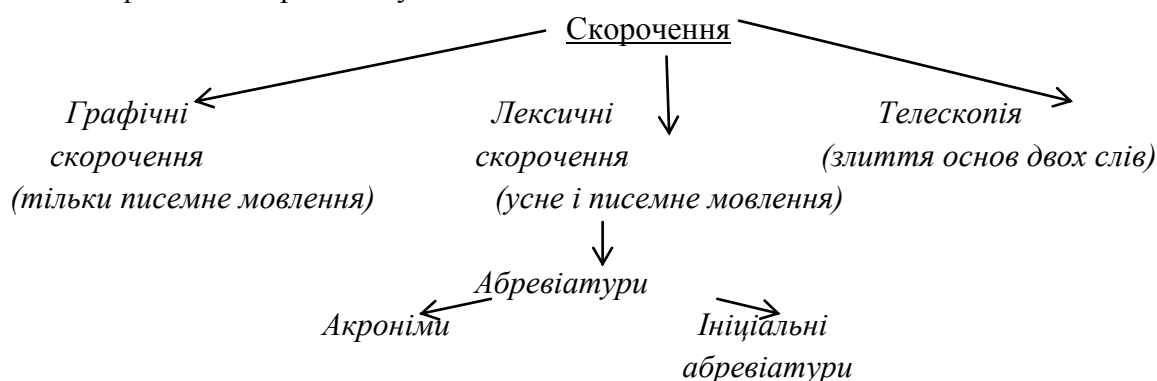 Скорочення
Графічні Лексичні Телескопія
скорочення скорочення (злиття основ двох слів)
(тільки писемне мовлення) (усне і писемне мовлення)
Абревіатури
Акроніми Ініціальні
абревіатури